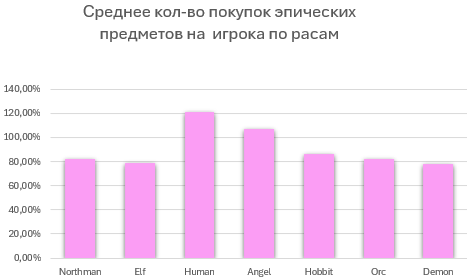 Среднее кол-во покупок эпических
предметов на  игрока по расам
140,00%
120,00%
100,00%
80,00%
60,00%
40,00%
20,00%
0,00%
Northman Elf Human Angel Hobbit Orc Demon